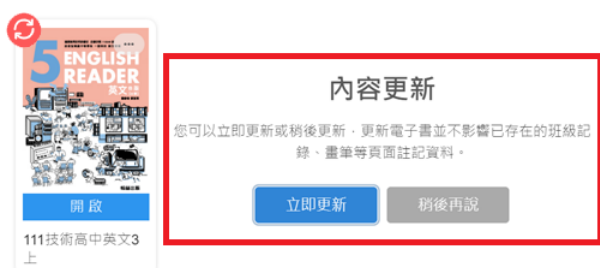 5 ENGLISH
READER
英文
開啟
111技術高中英文3
上
內容更新
您可以立即更新或稍後更新，更新電子書並不影響已存在的班級記
錄、畫筆等頁面註記資料。
立即更新
稍後再說